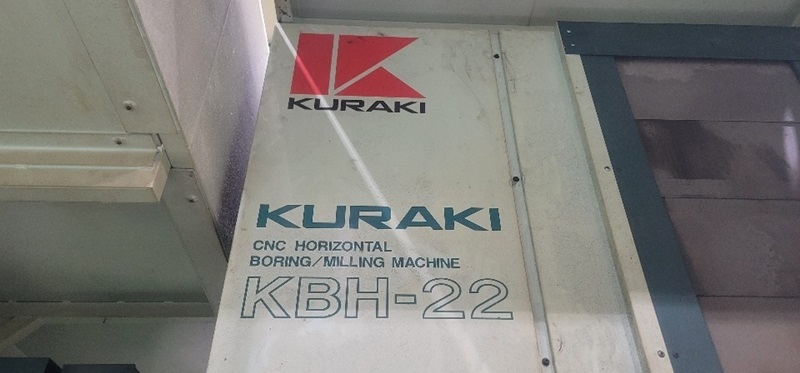 KURAKI
KURAKI
CNC HORIZONTAL
BORING/MILLING MACHINE
KBH-22